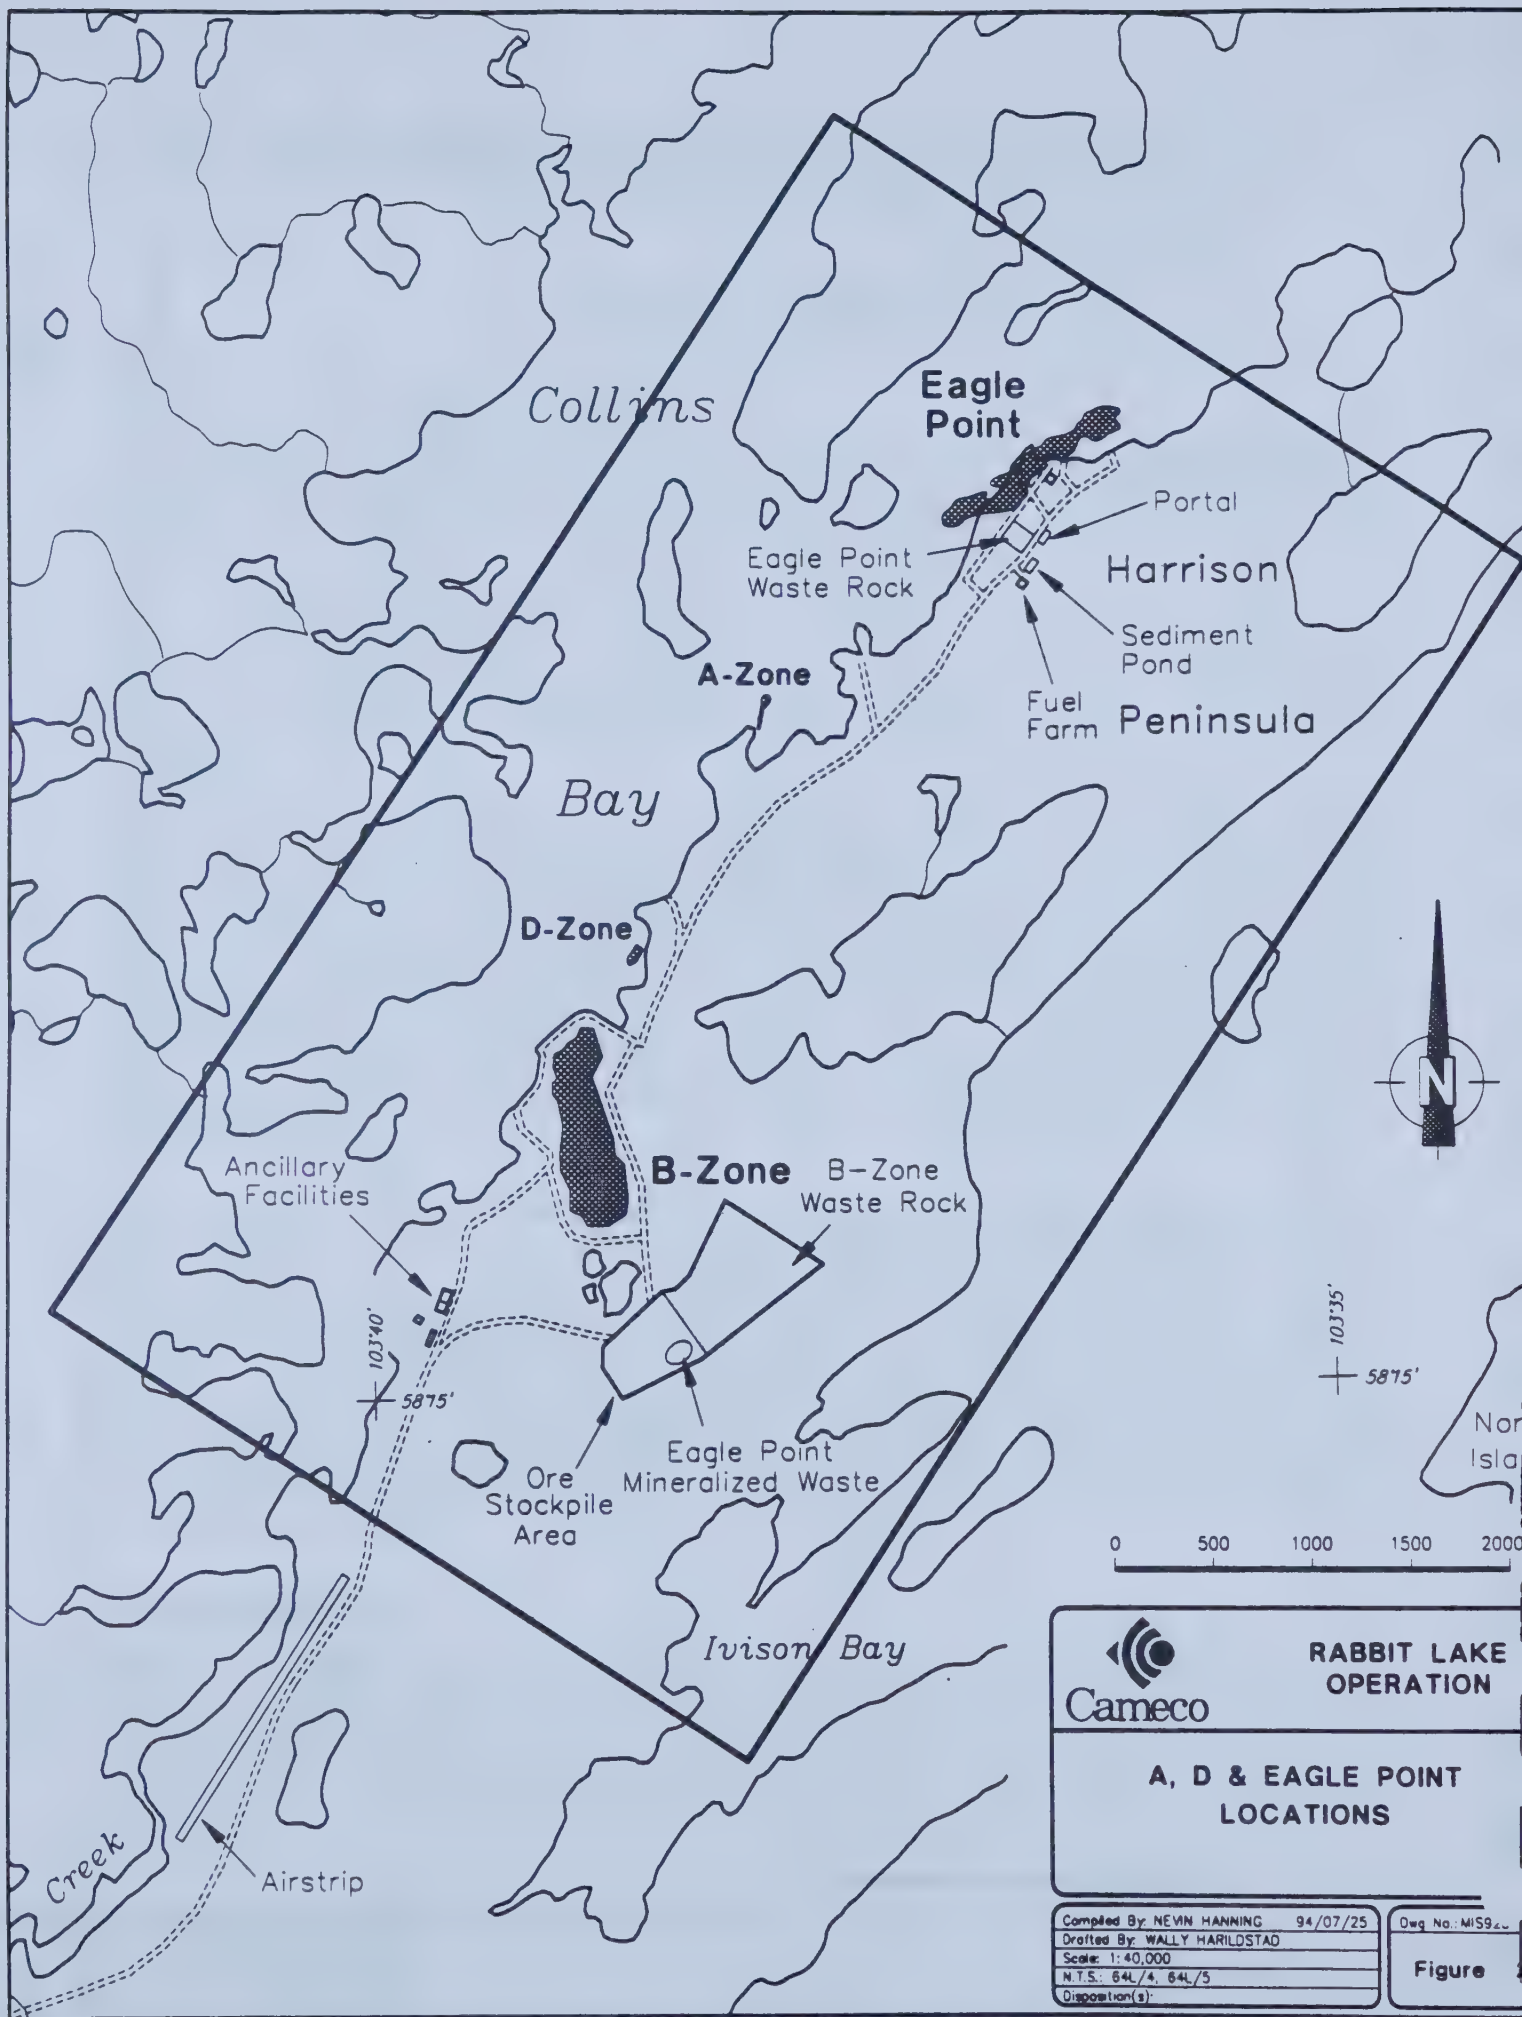 Collins
Eagle
Point
Portal
Eagle Point
Waste Rock
Harrison
Sediment
Pond
A-Zone
Fuel
Farm
Peninsula
Bay
D-Zone
N
Ancillary
Facilities
B-Zone
B-Zone
Waste Rock
103°40'
58°15'
103°35'
58°15'
Eagle Point
Mineralized Waste
Ore
Stockpile
Area
0 500 1000 1500 2000
Ivison Bay
Creek
Airstrip
Cameco
RABBIT LAKE
OPERATION
A, D & EAGLE POINT
LOCATIONS
Compiled By: NEVIN HANNING 94/07/25
Drafted By: WALLY HARILDSTAD
Scale: 1:40,000
N.T.S.: 64L/4, 64L/5
Disposition(s):
Dwg No.:
Figure